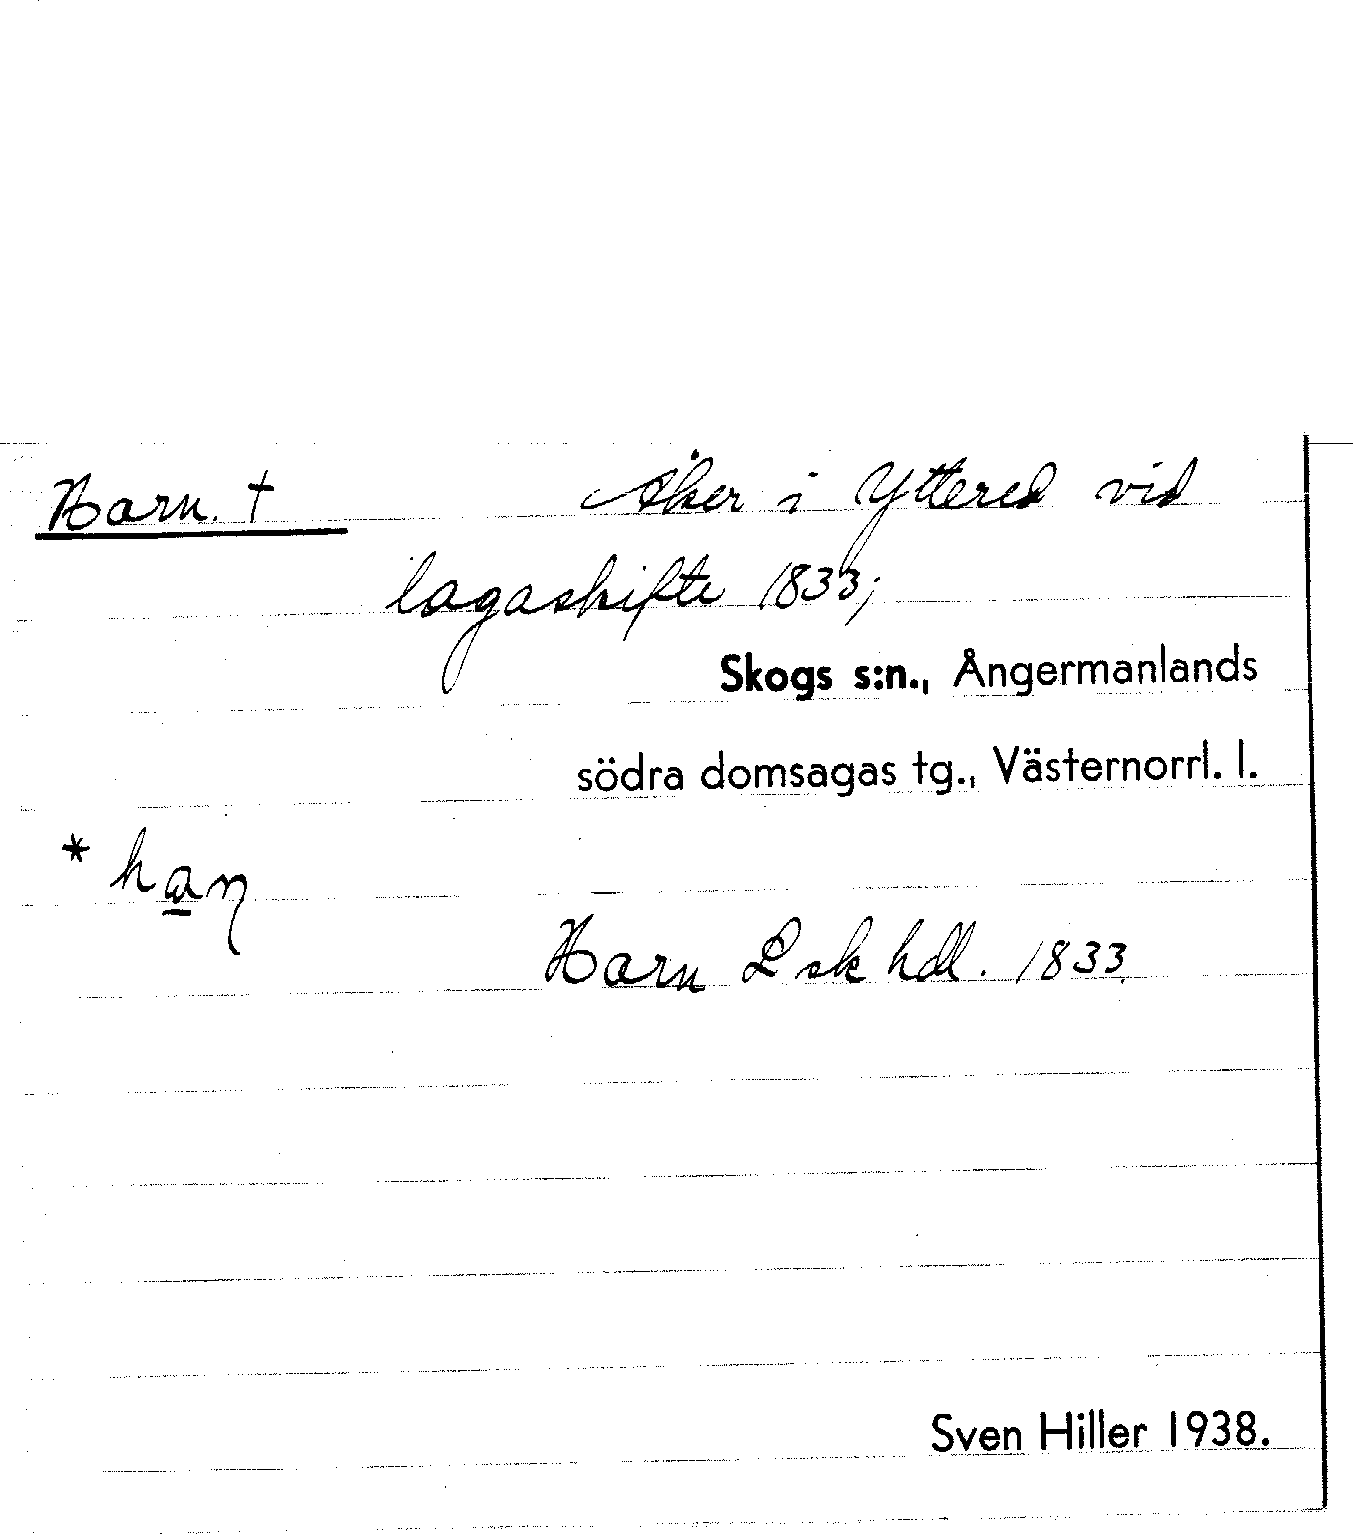 Harn. † Åker i Yttered vid
lagaskifte 1833;
Skogs s:n., Ångermanlands
södra domsagas tg., Västernorrl. l.
* han̡
Harn L sk hdl. 1833.
Sven Hiller 1938.